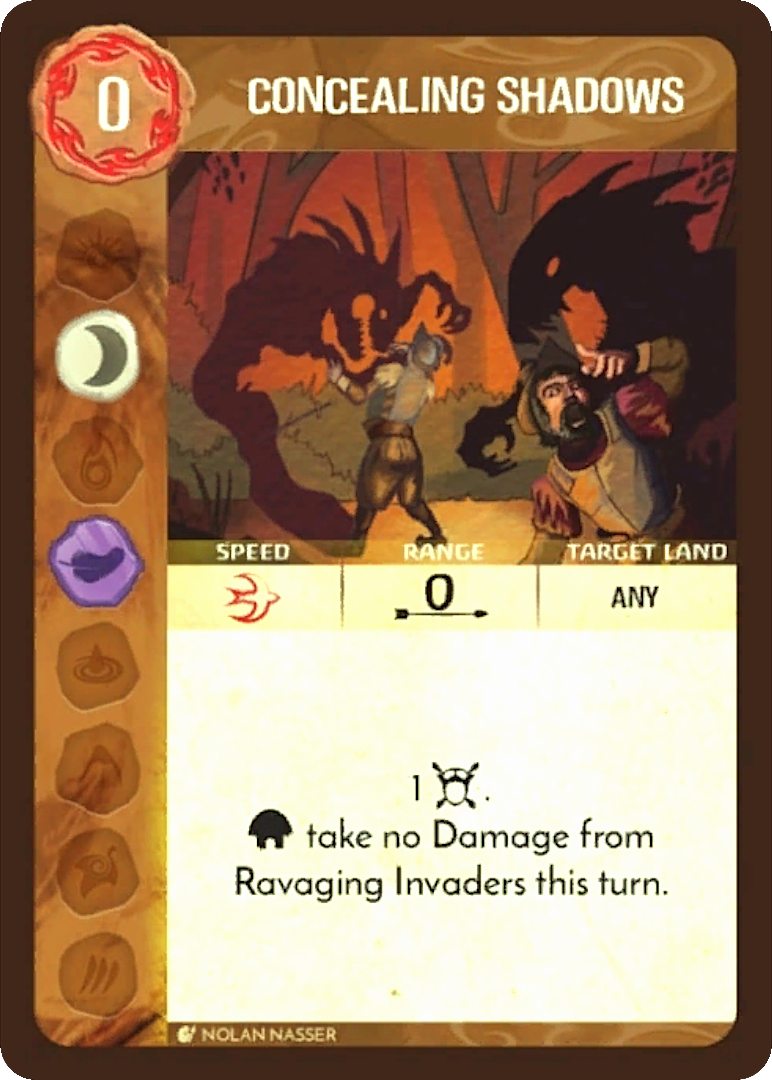 0
CONCEALING SHADOWS
SPEED RANGE TARGET LAND
0 ANY
1 .
take no Damage from
Ravaging Invaders this turn.
NOLAN NASSER